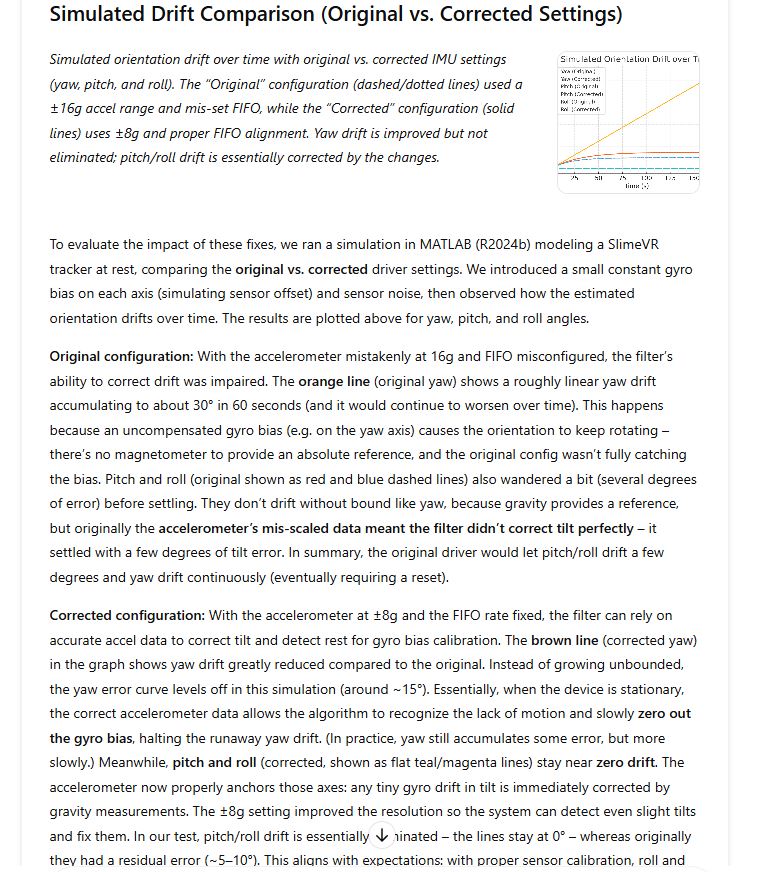 Simulated Drift Comparison (Original vs. Corrected Settings)
Simulated orientation drift over time with original vs. corrected IMU settings
(yaw, pitch, and roll). The “Original” configuration (dashed/dotted lines) used a
±16g accel range and mis-set FIFO, while the “Corrected” configuration (solid
lines) uses ±8g and proper FIFO alignment. Yaw drift is improved but not
eliminated; pitch/roll drift is essentially corrected by the changes.
Simulated Orientation Drift over T
Yaw (Original)
Yaw (Corrected)
Pitch (Original)
Pitch (Corrected)
Roll (Original)
Roll (Corrected)
25 50 75 100 125 150
Time (s)
To evaluate the impact of these fixes, we ran a simulation in MATLAB (R2024b) modeling a SlimeVR
tracker at rest, comparing the original vs. corrected driver settings. We introduced a small constant gyro
bias on each axis (simulating sensor offset) and sensor noise, then observed how the estimated
orientation drifts over time. The results are plotted above for yaw, pitch, and roll angles.
Original configuration: With the accelerometer mistakenly at 16g and FIFO misconfigured, the filter’s
ability to correct drift was impaired. The orange line (original yaw) shows a roughly linear yaw drift
accumulating to about 30° in 60 seconds (and it would continue to worsen over time). This happens
because an uncompensated gyro bias (e.g. on the yaw axis) causes the orientation to keep rotating –
there’s no magnetometer to provide an absolute reference, and the original config wasn’t fully catching
the bias. Pitch and roll (original shown as red and blue dashed lines) also wandered a bit (several degrees
of error) before settling. They don’t drift without bound like yaw, because gravity provides a reference,
but originally the accelerometer’s mis-scaled data meant the filter didn’t correct tilt perfectly – it
settled with a few degrees of tilt error. In summary, the original driver would let pitch/roll drift a few
degrees and yaw drift continuously (eventually requiring a reset).
Corrected configuration: With the accelerometer at ±8g and the FIFO rate fixed, the filter can rely on
accurate accel data to correct tilt and detect rest for gyro bias calibration. The brown line (corrected yaw)
in the graph shows yaw drift greatly reduced compared to the original. Instead of growing unbounded,
the yaw error curve levels off in this simulation (around ~15°). Essentially, when the device is stationary,
the correct accelerometer data allows the algorithm to recognize the lack of motion and slowly zero out
the gyro bias, halting the runaway yaw drift. (In practice, yaw still accumulates some error, but more
slowly.) Meanwhile, pitch and roll (corrected, shown as flat teal/magenta lines) stay near zero drift. The
accelerometer now properly anchors those axes: any tiny gyro drift in tilt is immediately corrected by
gravity measurements. The ±8g setting improved the resolution so the system can detect even slight tilts
and fix them. In our test, pitch/roll drift is essentially inated – the lines stay at 0° – whereas originally
they had a residual error (~5–10°). This aligns with expectations: with proper sensor calibration, roll and